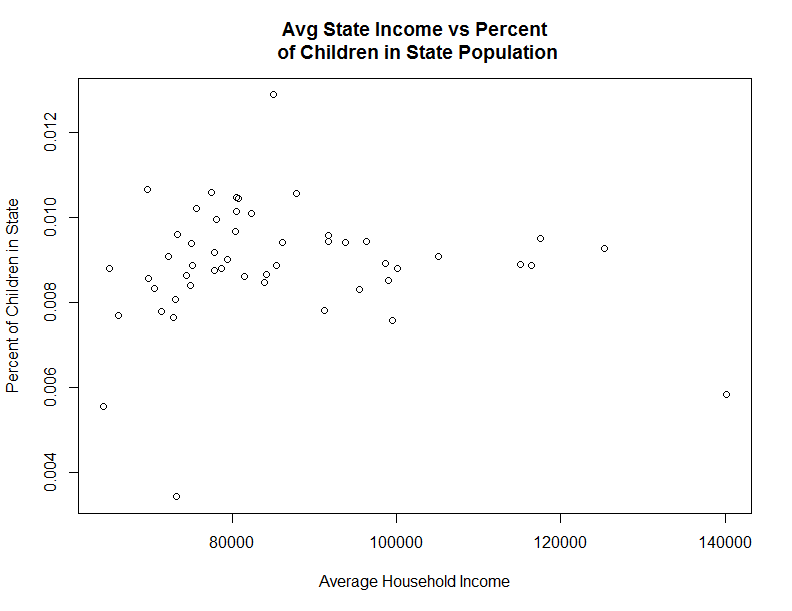 Avg State Income vs Percent
of Children in State Population
Percent of Children in State
0.012
0.010
0.008
0.006
0.004
80000
100000
120000
140000
Average Household Income